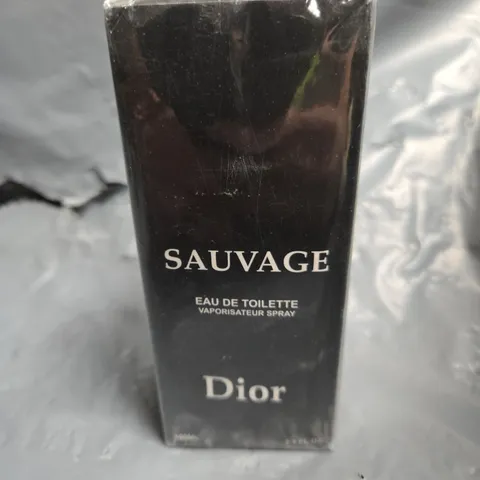 SAUVAGE
EAU DE TOILETTE
VAPORISATEUR SPRAY
Dior